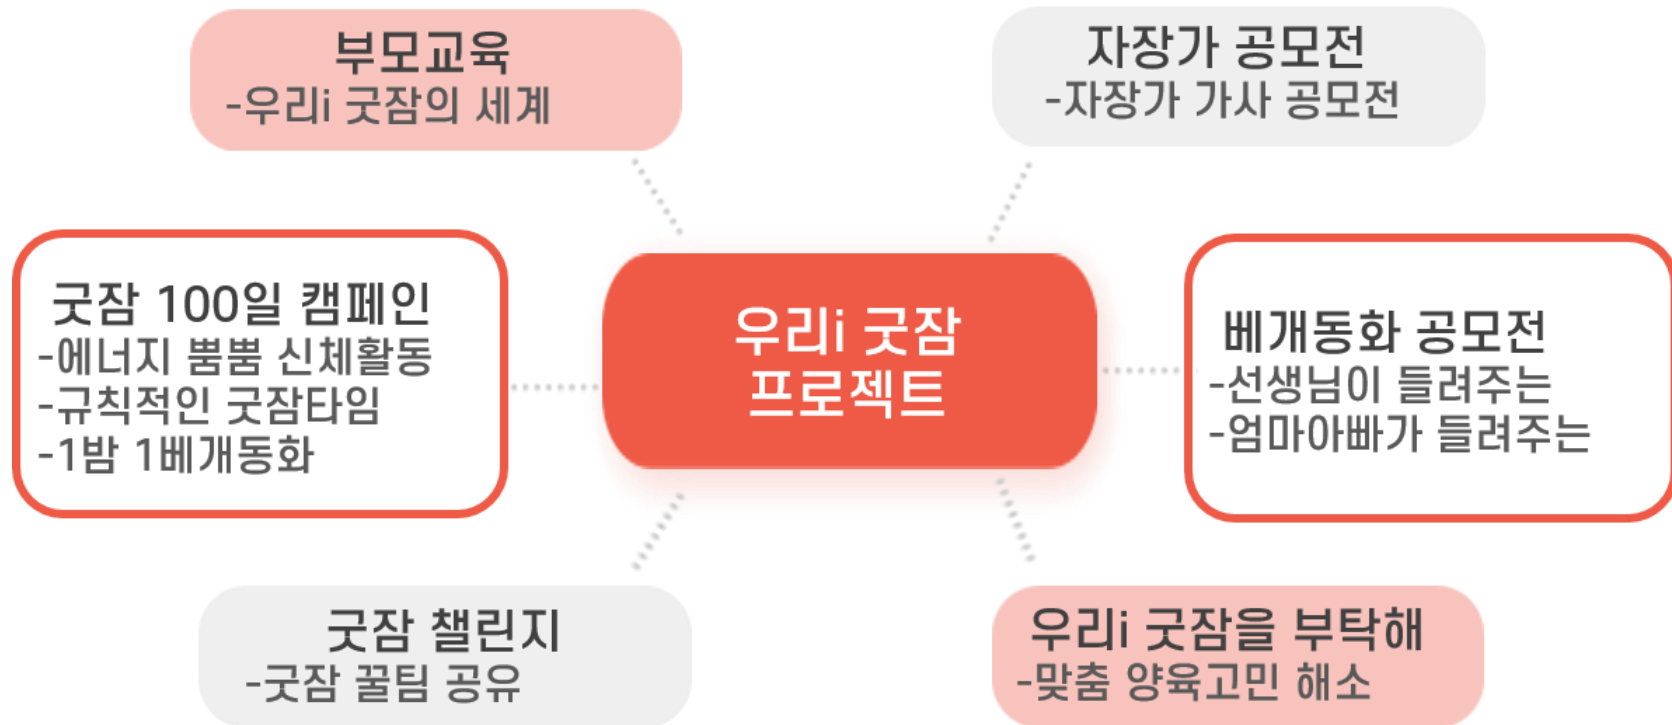 부모교육
-우리i 굿잠의 세계
자장가 공모전
-자장가 가사 공모전
굿잠 100일 캠페인
-에너지 뿜뿜 신체활동
-규칙적인 굿잠타임
-1밤 1베개동화
우리i 굿잠
프로젝트
베개동화 공모전
-선생님이 들려주는
-엄마아빠가 들려주는
굿잠 챌린지
-굿잠 꿀팁 공유
우리i 굿잠을 부탁해
-맞춤 양육고민 해소